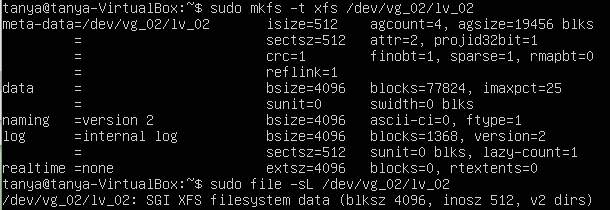 tanya@tanya-VirtualBox:~$ sudo mkfs -t xfs /dev/vg_02/lv_02
meta-data=/dev/vg_02/lv_02 isize=512 agcount=4, agsize=19456 blks
= sectsz=512 attr=2, projid32bit=1
= crc=1 finobt=1, sparse=1, rmapbt=0
= reflink=1
data = bsize=4096 blocks=77824, imaxpct=25
= sunit=0 swidth=0 blks
naming =version 2 bsize=4096 ascii-ci=0, ftype=1
log =internal log bsize=4096 blocks=1368, version=2
= sectsz=512 sunit=0 blks, lazy-count=1
realtime =none extsz=4096 blocks=0, rtextents=0
tanya@tanya-VirtualBox:~$ sudo file -sL /dev/vg_02/lv_02
/dev/vg_02/lv_02: SGI XFS filesystem data (blksz 4096, inosz 512, v2 dirs)